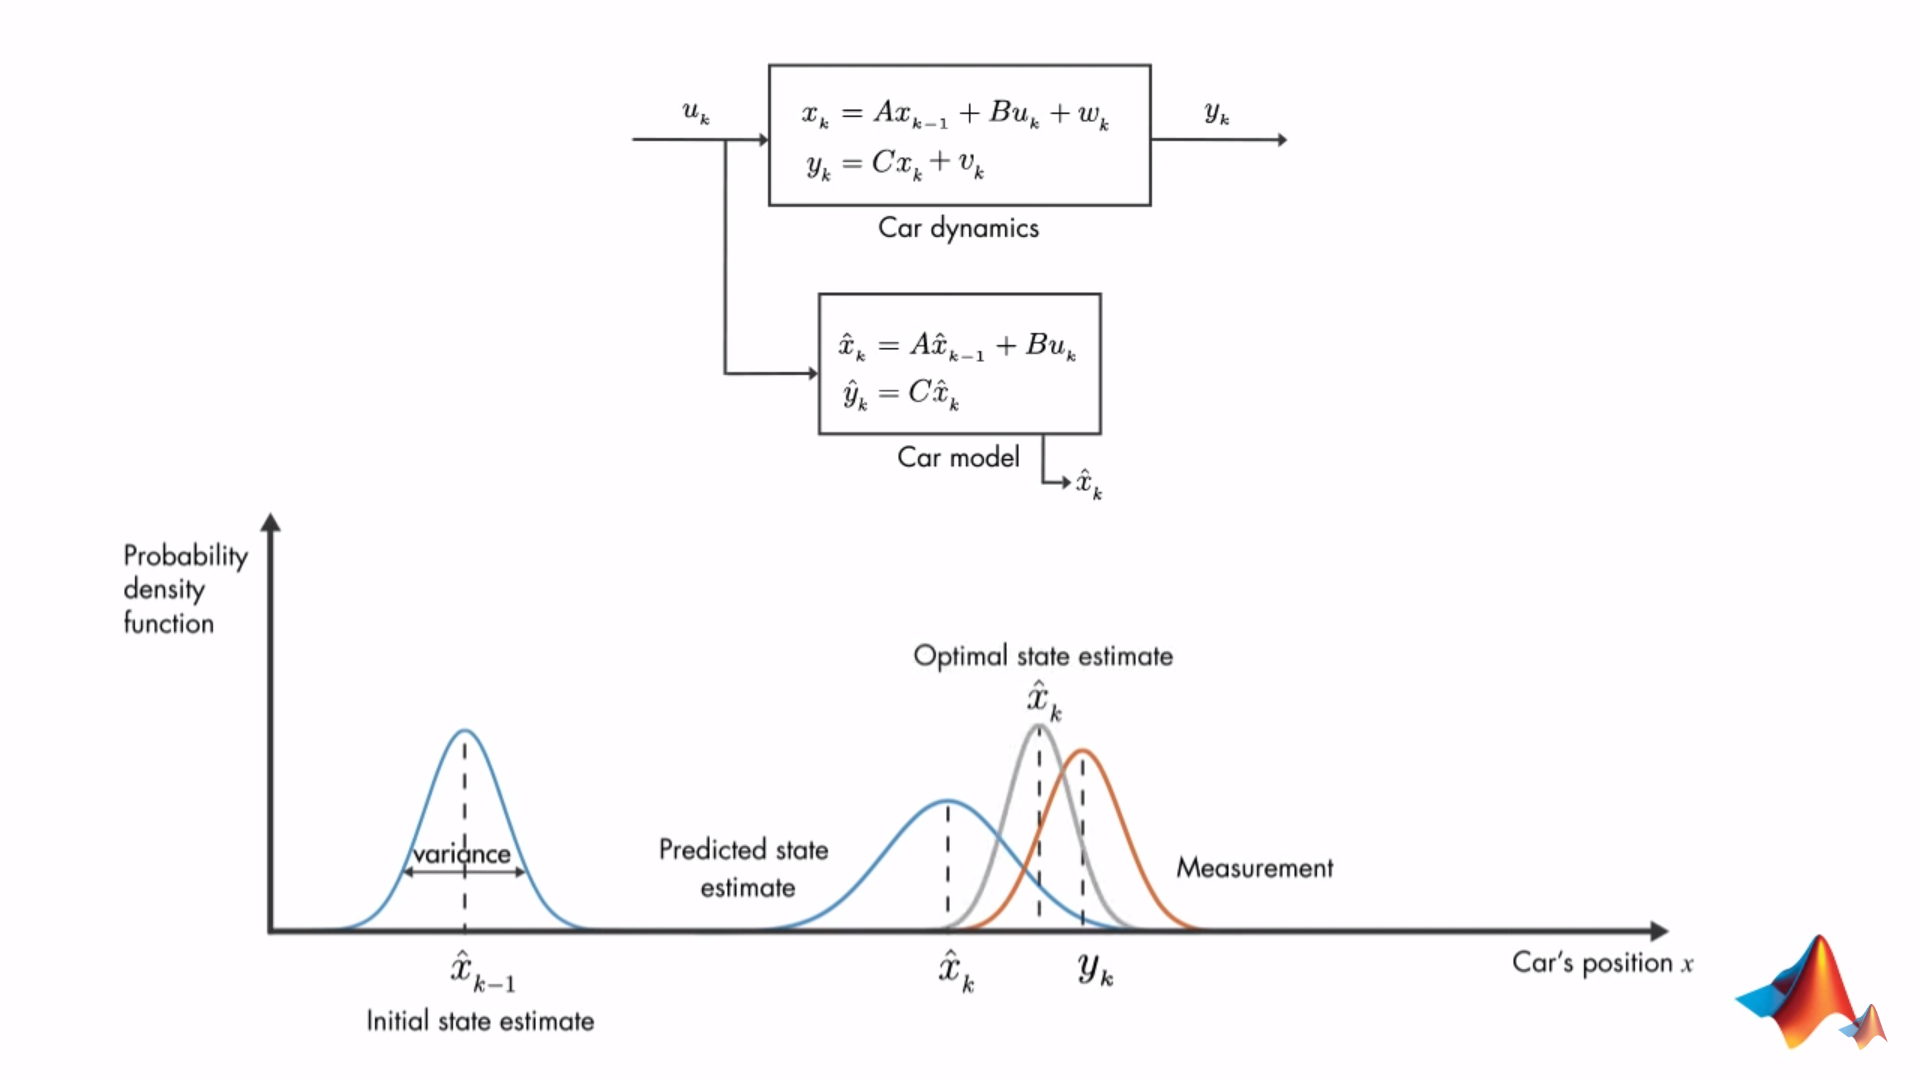 u_k
x_k = Ax_{k-1} + Bu_k + w_k
y_k = Cx_k + v_k
y_k
Car dynamics
x̂_k = Ax̂_{k-1} + Bu_k
ŷ_k = Cx̂_k
Car model
x̂_k
Probability
density
function
Optimal state estimate
x̂_k
variance
Predicted state
estimate
Measurement
x̂_{k-1}
x̂_k
y_k
Car's position x
Initial state estimate